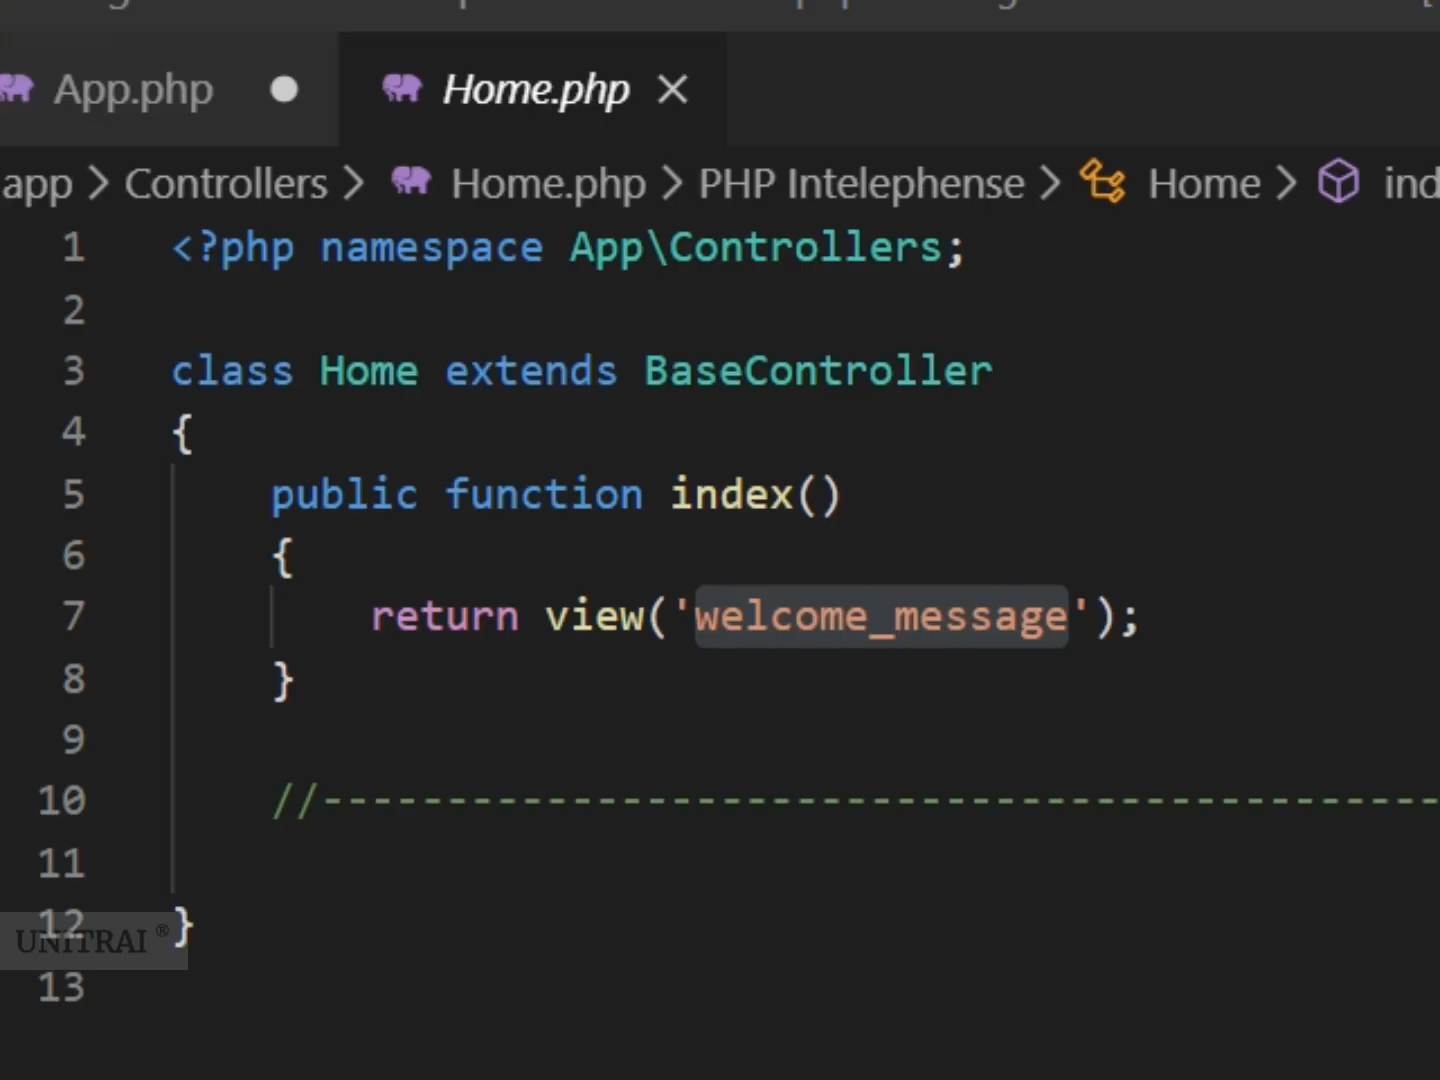 App.php
Home.php
app > Controllers > Home.php > PHP Intelephense > Home >
1 <?php namespace App\Controllers;
2
3 class Home extends BaseController
4 {
5 public function index()
6 {
7 return view('welcome_message');
8 }
9
10 //---------------------------------------------
11
12 }
UNITRAI ®
13